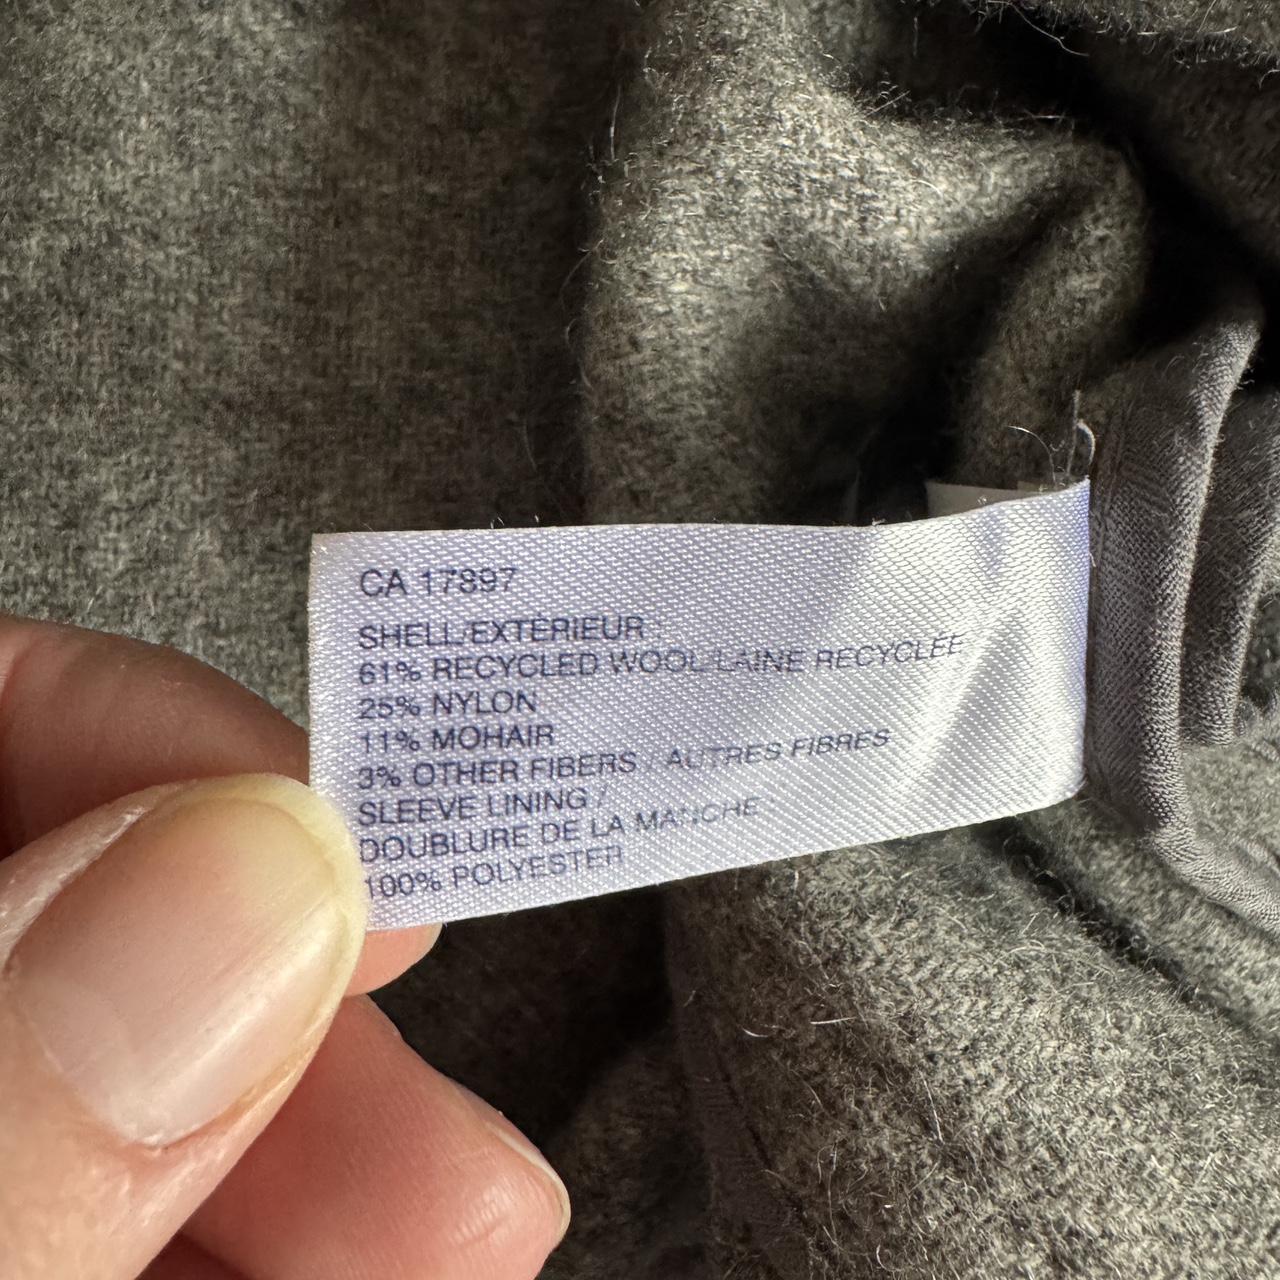 CA 17897
SHELL/EXTÉRIEUR :
61% RECYCLED WOOL/LAINE RECYCLÉE
25% NYLON
11% MOHAIR
3% OTHER FIBERS / AUTRES FIBRES
SLEEVE LINING /
DOUBLURE DE LA MANCHE :
100% POLYESTER